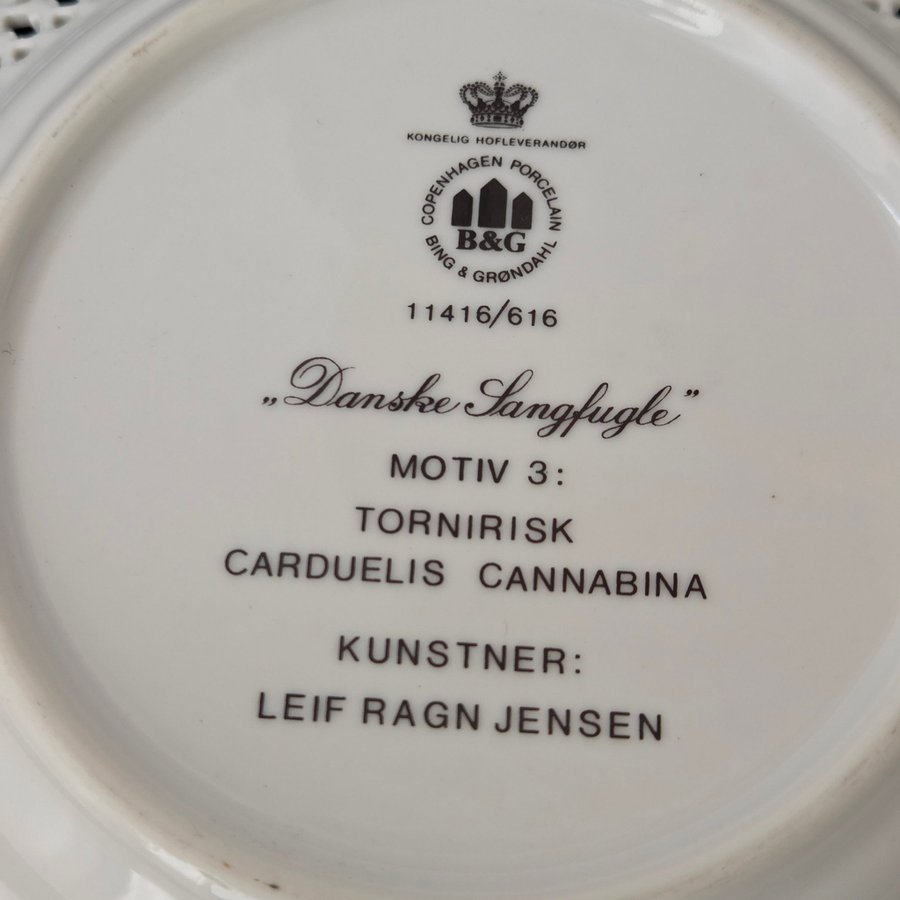 KONGELIG HOFLEVERANDØR
COPENHAGEN PORCELAIN
B&G
BING & GRØNDAHL
11416/616
„Danske Sangfugle”
MOTIV 3:
TORNIRISK
CARDUELIS CANNABINA
KUNSTNER:
LEIF RAGN JENSEN